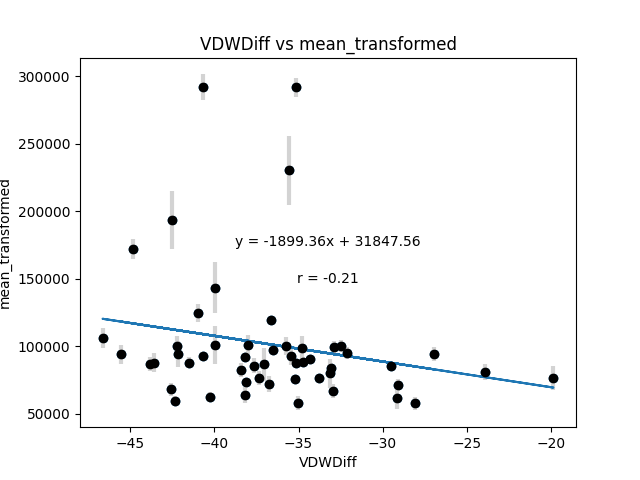 VDWDiff vs mean_transformed
300000
250000
200000
150000
100000
50000
mean_transformed
y = -1899.36x + 31847.56
r = -0.21
−45
−40
−35
−30
−25
−20
VDWDiff